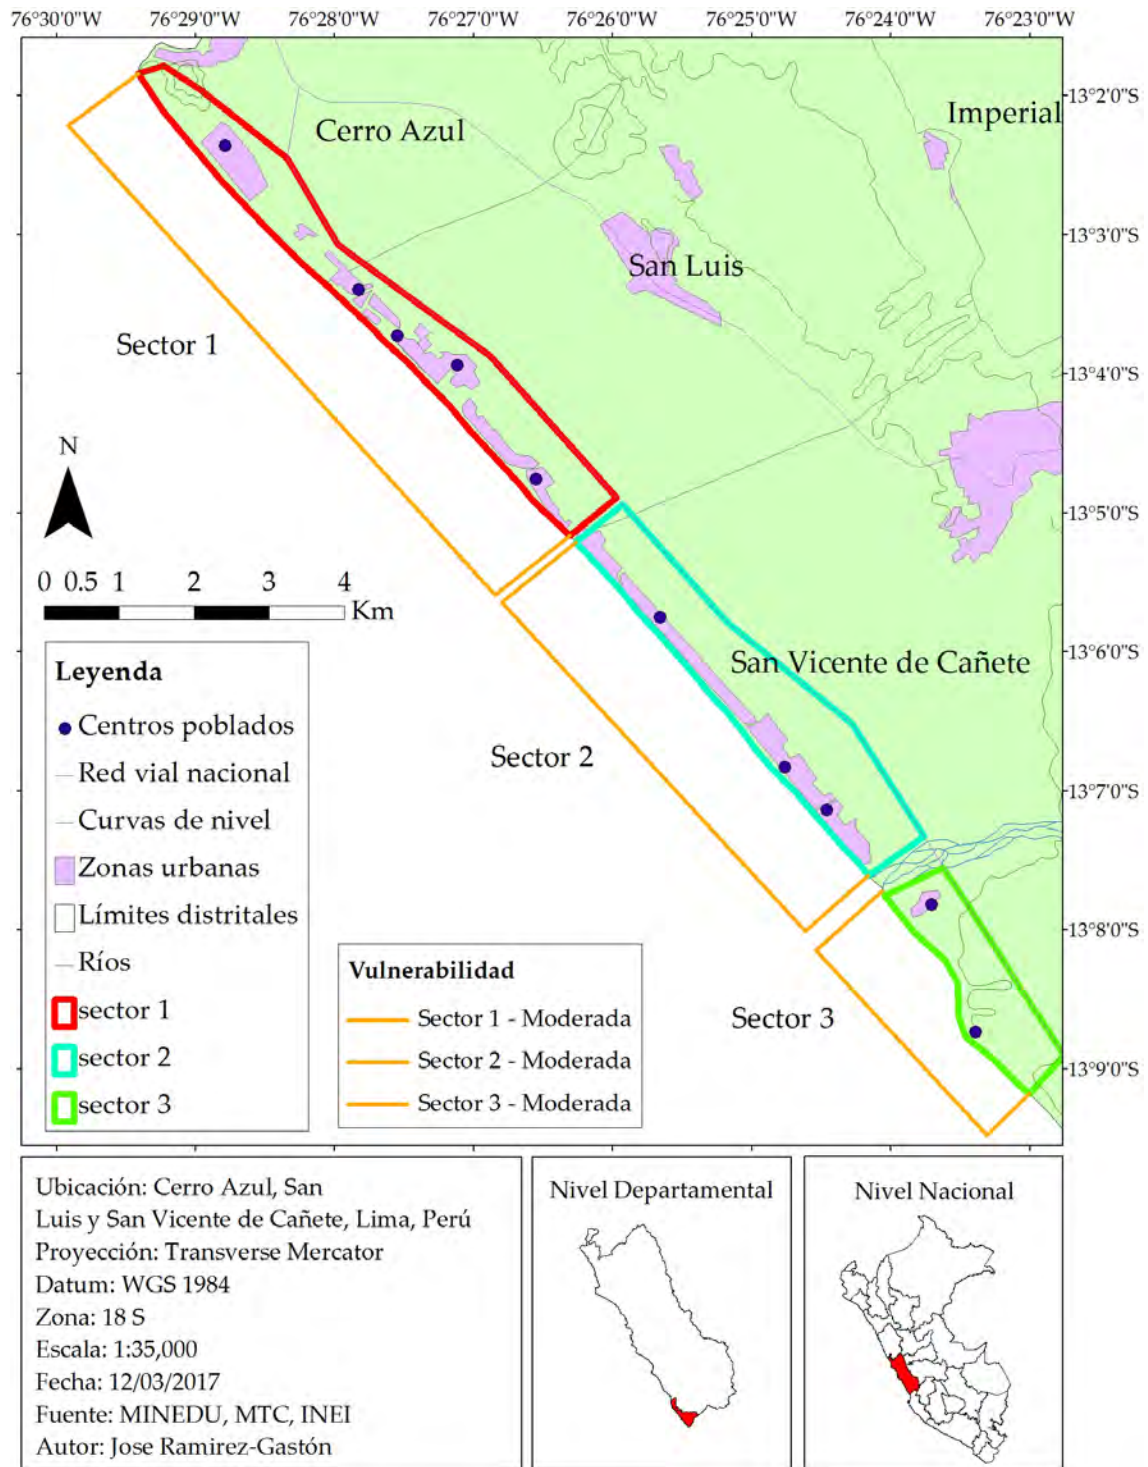 76°30'0"W 76°29'0"W 76°28'0"W 76°27'0"W 76°26'0"W 76°25'0"W 76°24'0"W 76°23'0"W
13°2'0"S
Imperial
Cerro Azul
13°3'0"S
San Luis
Sector 1
13°4'0"S
N
13°5'0"S
0 0.5 1 2 3 4
Km
13°6'0"S
San Vicente de Cañete
Sector 2
13°7'0"S
13°8'0"S
Sector 3
13°9'0"S
Leyenda
Centros poblados
Red vial nacional
Curvas de nivel
Zonas urbanas
Límites distritales
Ríos
sector 1
sector 2
sector 3
Vulnerabilidad
Sector 1 - Moderada
Sector 2 - Moderada
Sector 3 - Moderada
Ubicación: Cerro Azul, San
Luis y San Vicente de Cañete, Lima, Perú
Proyección: Transverse Mercator
Datum: WGS 1984
Zona: 18 S
Escala: 1:35,000
Fecha: 12/03/2017
Fuente: MINEDU, MTC, INEI
Autor: Jose Ramirez-Gastón
Nivel Departamental
Nivel Nacional